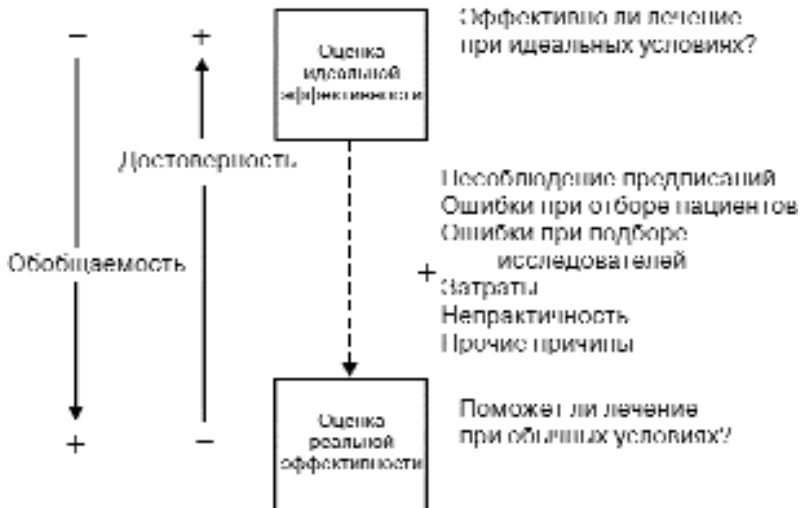 − +
Оценка
идеальной
эффективности
Эффективно ли лечение
при идеальных условиях?
Достоверность
Обобщаемость
Несоблюдение предписаний
Ошибки при отборе пациентов
Ошибки при подборе
исследователей
+
Затраты
Непрактичность
Прочие причины
Оценка
реальной
эффективности
Поможет ли лечение
при обычных условиях?
+ −